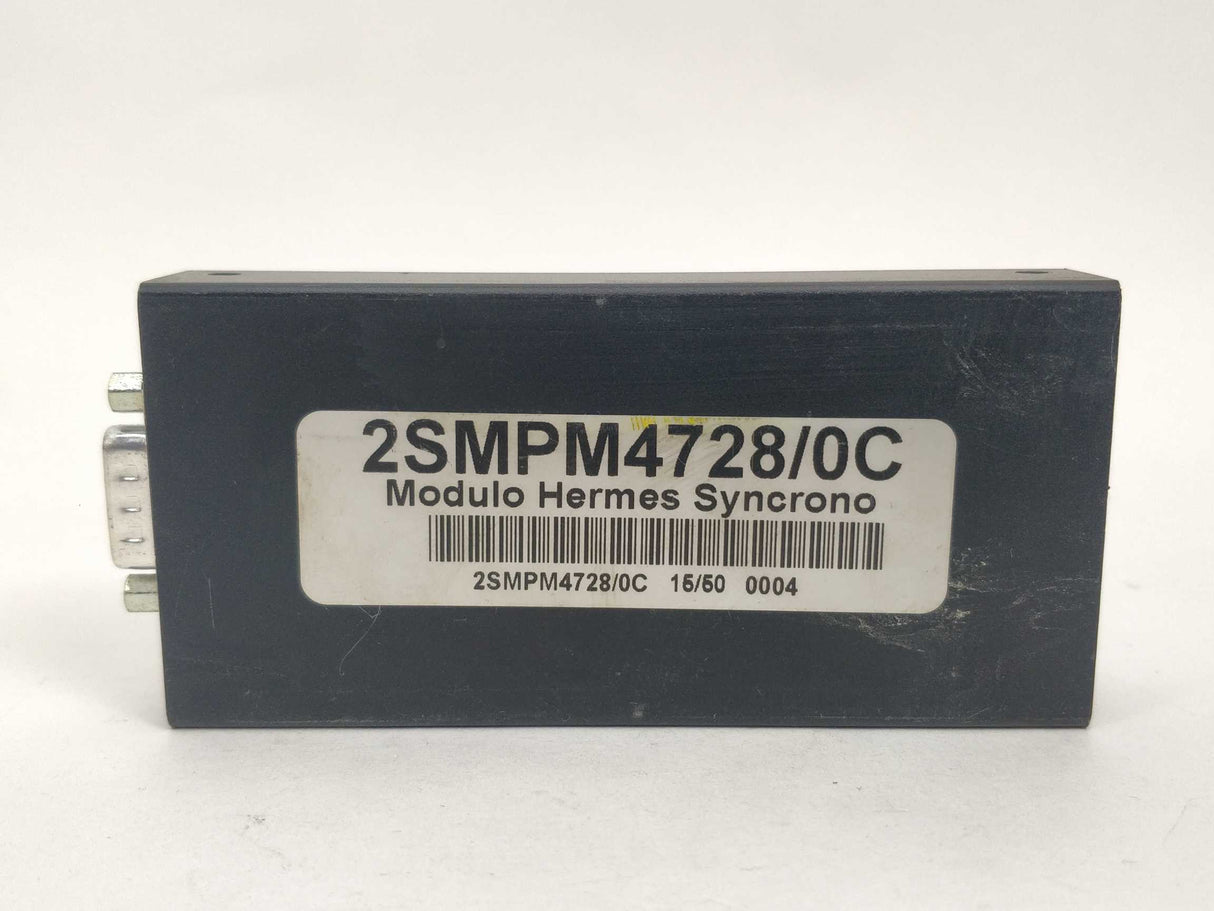 2SMPM4728/0C
Modulo Hermes Syncrono
2SMPM4728/0C 15/50 0004